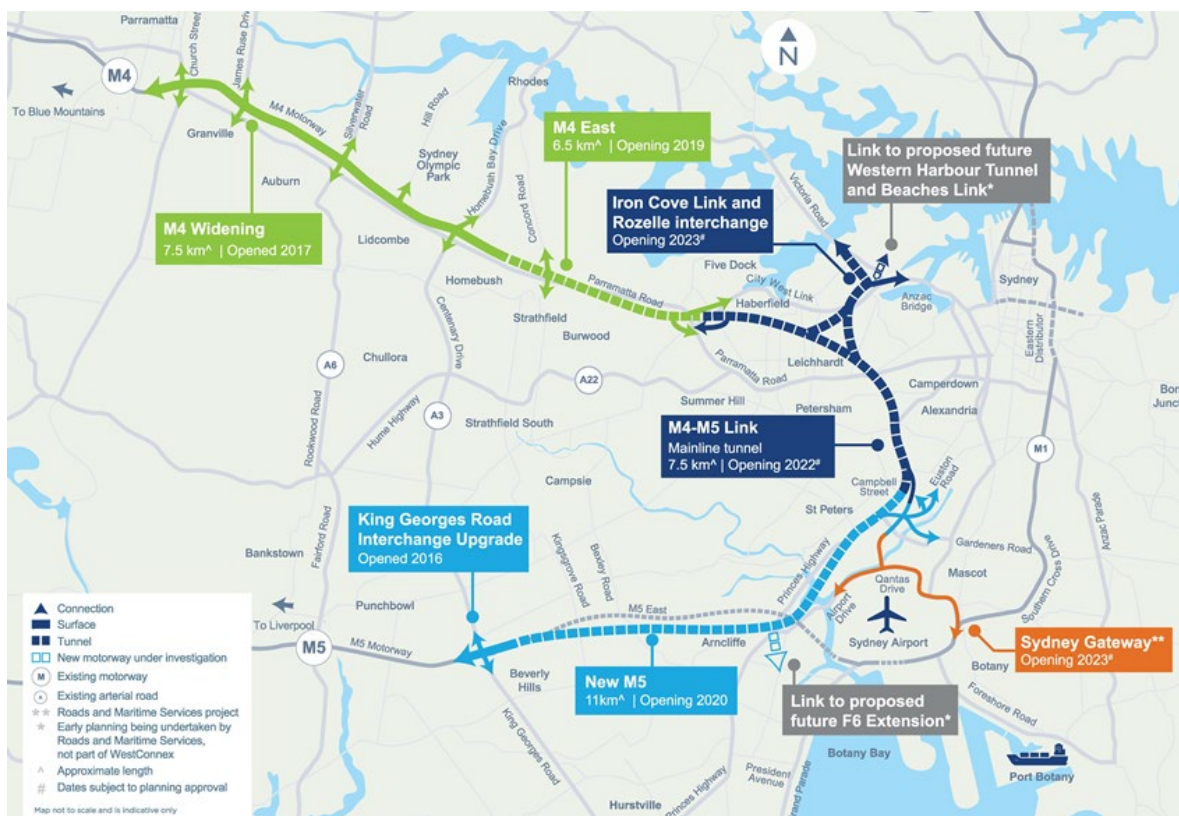 Parramatta
Church Street
James Ruse Drive
M4
To Blue Mountains
M4 Motorway
Granville
Silverwater Road
Hill Road
Rhodes
Auburn
Sydney
Olympic
Park
Homebush Bay Drive
M4 East
6.5 km^ | Opening 2019
Concord Road
Link to proposed future
Western Harbour Tunnel
and Beaches Link*
Victoria Road
Iron Cove Link and
Rozelle interchange
Opening 2023#
M4 Widening
7.5 km^ | Opened 2017
Lidcombe
Homebush
Five Dock
City West Link
Haberfield
Parramatta Road
Anzac
Bridge
Sydney
Strathfield
Burwood
Centenary Drive
Eastern
Distributor
Chullora
Leichhardt
Parramatta Road
A6
A22
Camperdown
Summer Hill
Petersham
Alexandria
Rookwood Road
Hume Highway
A3
Strathfield South
M4-M5 Link
Mainline tunnel
7.5 km^ | Opening 2022#
M1
Campsie
Campbell
Street
Euston
Road
St Peters
King Georges Road
Interchange Upgrade
Opened 2016
Fairford Road
Bankstown
Kingsgrove Road
Bexley Road
Princes Highway
Gardeners Road
Anzac Parade
Mascot
Southern Cross Drive
Qantas
Drive
Airport
Drive
Punchbowl
M5 East
To Liverpool
M5
M5 Motorway
Arncliffe
Sydney Airport
Sydney Gateway**
Opening 2023#
Botany
Beverly
Hills
New M5
11km^ | Opening 2020
Link to proposed
future F6 Extension*
Foreshore Road
King Georges Road
Botany Bay
Port Botany
President
Avenue
Princes Highway
Hurstville
N
Connection
Surface
Tunnel
New motorway under investigation
M Existing motorway
A Existing arterial road
** Roads and Maritime Services project
* Early planning being undertaken by
Roads and Maritime Services,
not part of WestConnex
^ Approximate length
# Dates subject to planning approval
Map not to scale and is indicative only